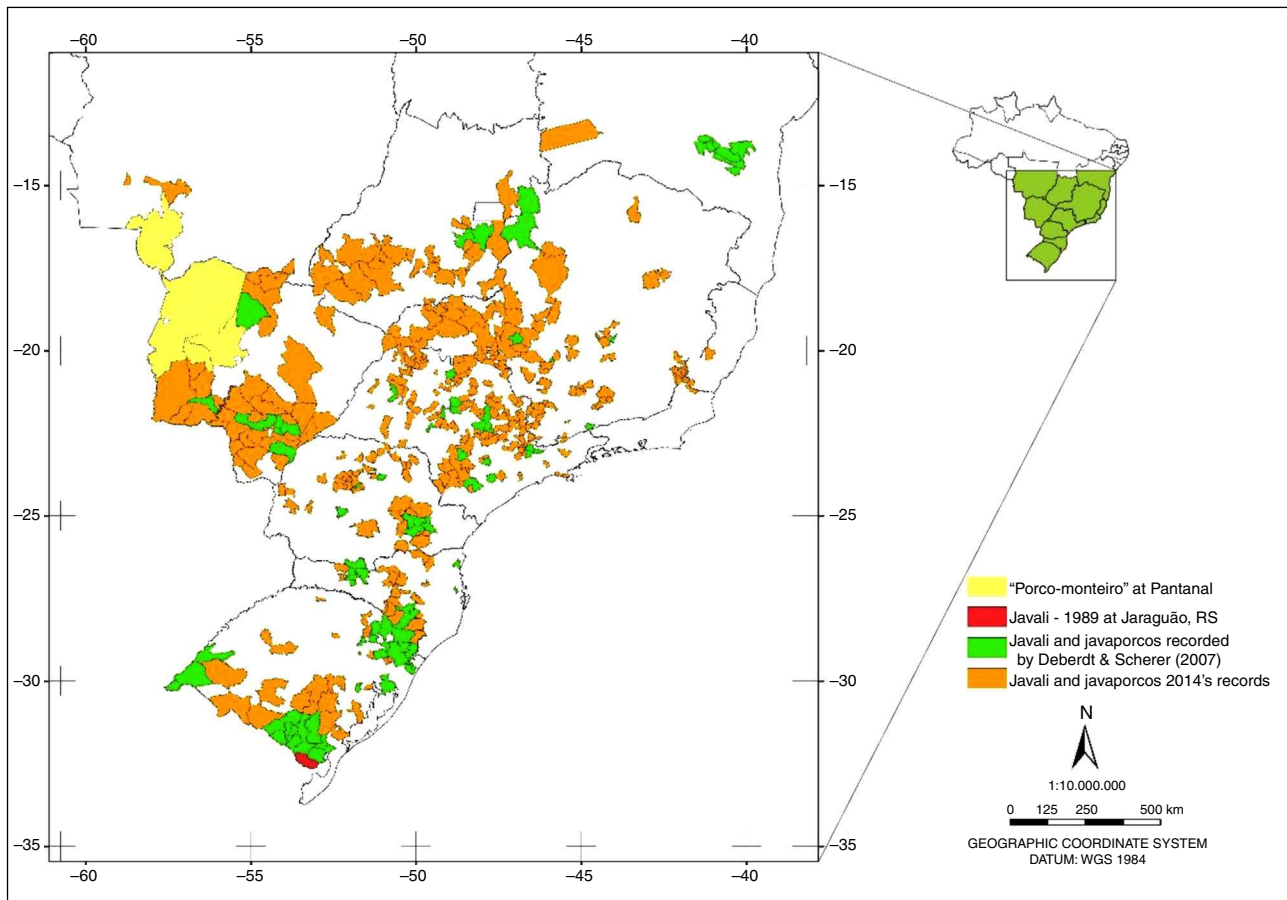 −60 −55 −50 −45 −40
−15
−20
−25
−30
−35
−15
−20
−25
−30
−35
−60 −55 −50 −45 −40
“Porco-monteiro” at Pantanal
Javali - 1989 at Jaraguão, RS
Javali and javaporcos recorded
by Deberdt & Scherer (2007)
Javali and javaporcos 2014's records
N
1:10.000.000
0 125 250 500 km
GEOGRAPHIC COORDINATE SYSTEM
DATUM: WGS 1984